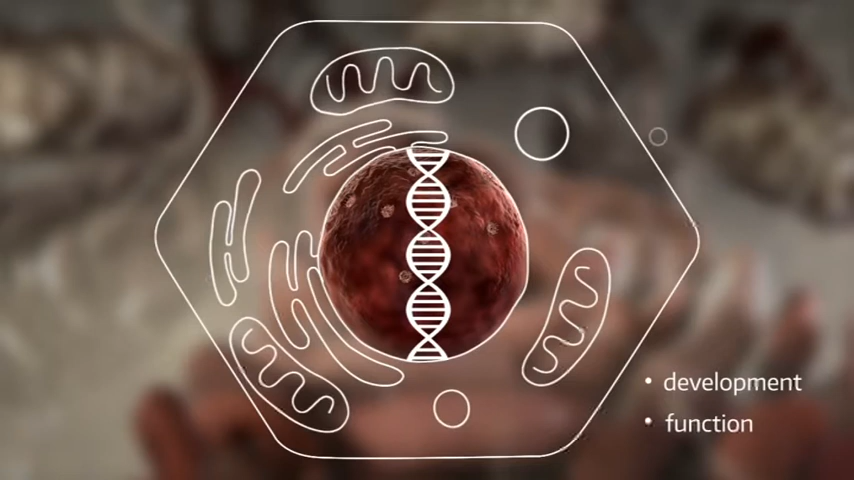 • development
• function